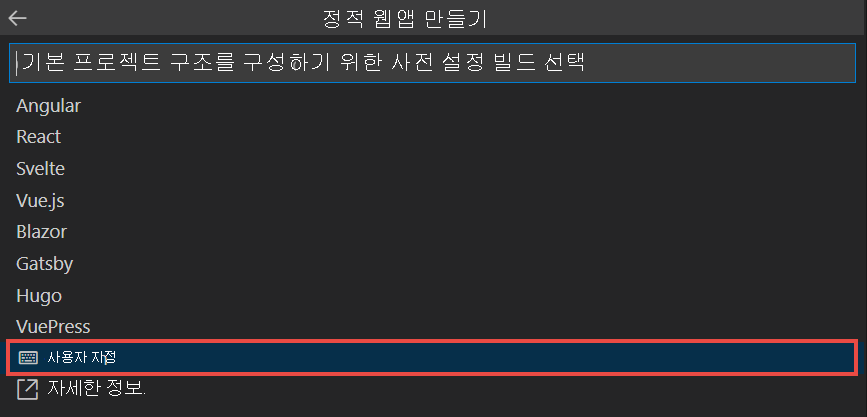 정적 웹앱 만들기
기본 프로젝트 구조를 구성하기 위한 사전 설정 빌드 선택
Angular
React
Svelte
Vue.js
Blazor
Gatsby
Hugo
VuePress
사용자 지정
자세한 정보.